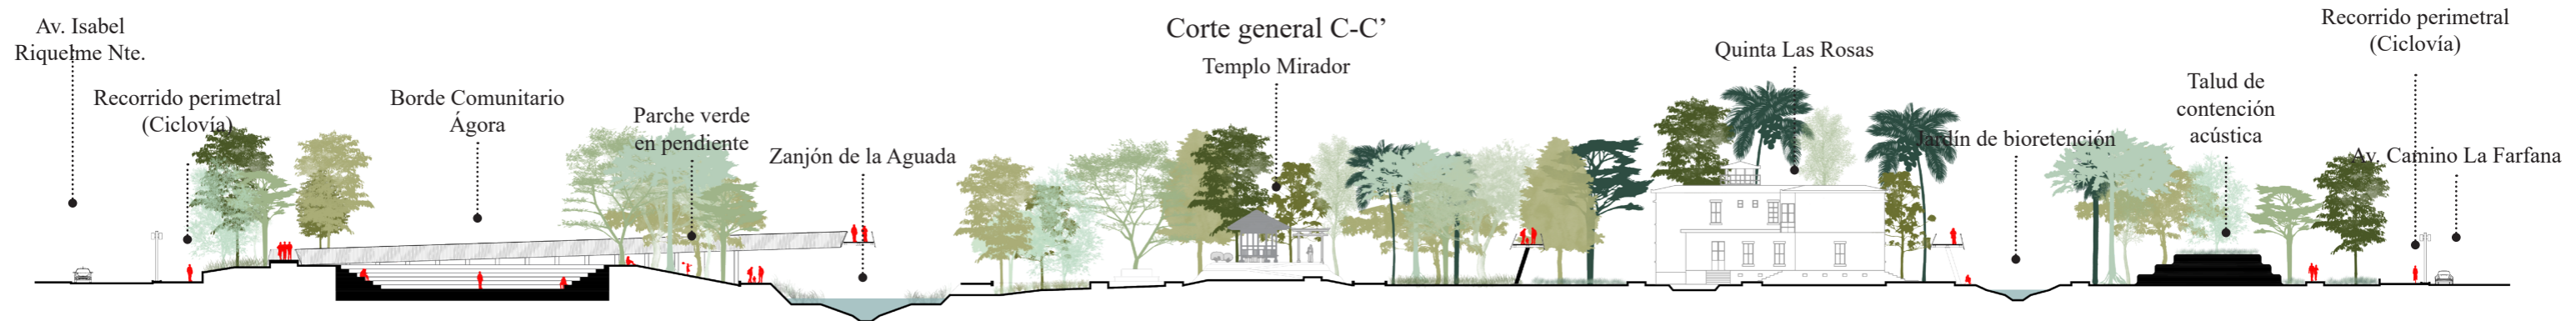 Av. Isabel
Riquelme Nte.
Recorrido perimetral
(Ciclovía)
Borde Comunitario
Ágora
Parche verde
en pendiente
Zanjón de la Aguada
Corte general C-C’
Templo Mirador
Quinta Las Rosas
Jardín de bioretención
Talud de
contención
acústica
Recorrido perimetral
(Ciclovía)
Av. Camino La Farfana